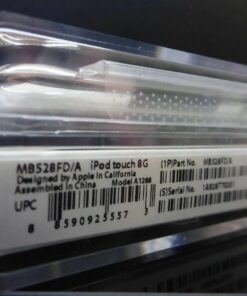 MB528FD/A iPod touch 8G
(1P)Part No. MB528FD/A
Designed by Apple in California
Assembled in China Model A1288
(S)Serial No.
UPC
8 8590925557 3